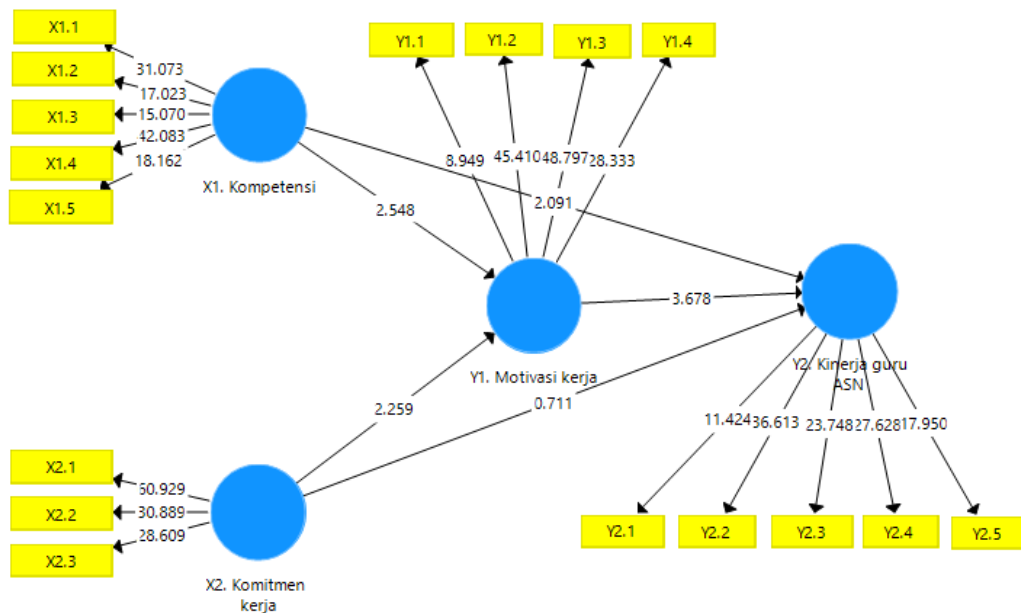 X1.1
X1.2
X1.3
X1.4
X1.5
31.073
17.023
15.070
42.083
18.162
X1. Kompetensi
Y1.1
Y1.2
Y1.3
Y1.4
8.949
45.410
48.797
28.333
2.548
2.091
3.678
Y1. Motivasi kerja
2.259
0.711
Y2. Kinerja guru
ASN
11.424
36.613
23.748
27.628
17.950
Y2.1
Y2.2
Y2.3
Y2.4
Y2.5
X2.1
X2.2
X2.3
30.889
28.609
X2. Komitmen
kerja